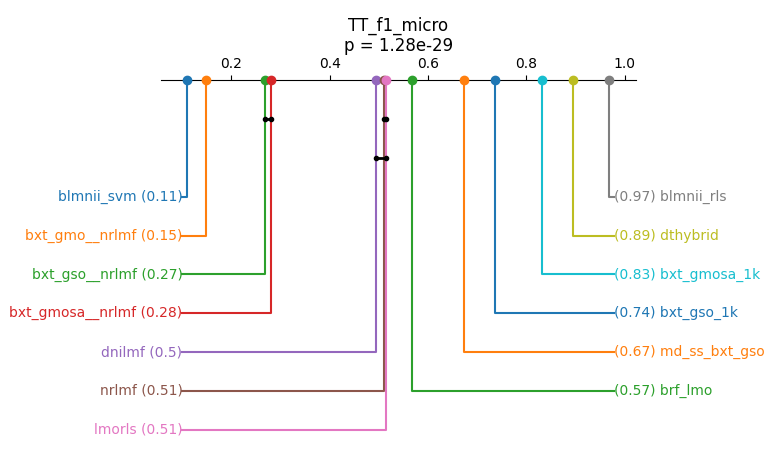 TT_f1_micro
p = 1.28e-29
0.2 0.4 0.6 0.8 1.0
blmnii_svm (0.11)
(0.97) blmnii_rls
bxt_gmo__nrlmf (0.15)
(0.89) dthybrid
bxt_gso__nrlmf (0.27)
(0.83) bxt_gmosa_1k
bxt_gmosa__nrlmf (0.28)
(0.74) bxt_gso_1k
dnilmf (0.5)
(0.67) md_ss_bxt_gso
nrlmf (0.51)
(0.57) brf_lmo
lmorls (0.51)